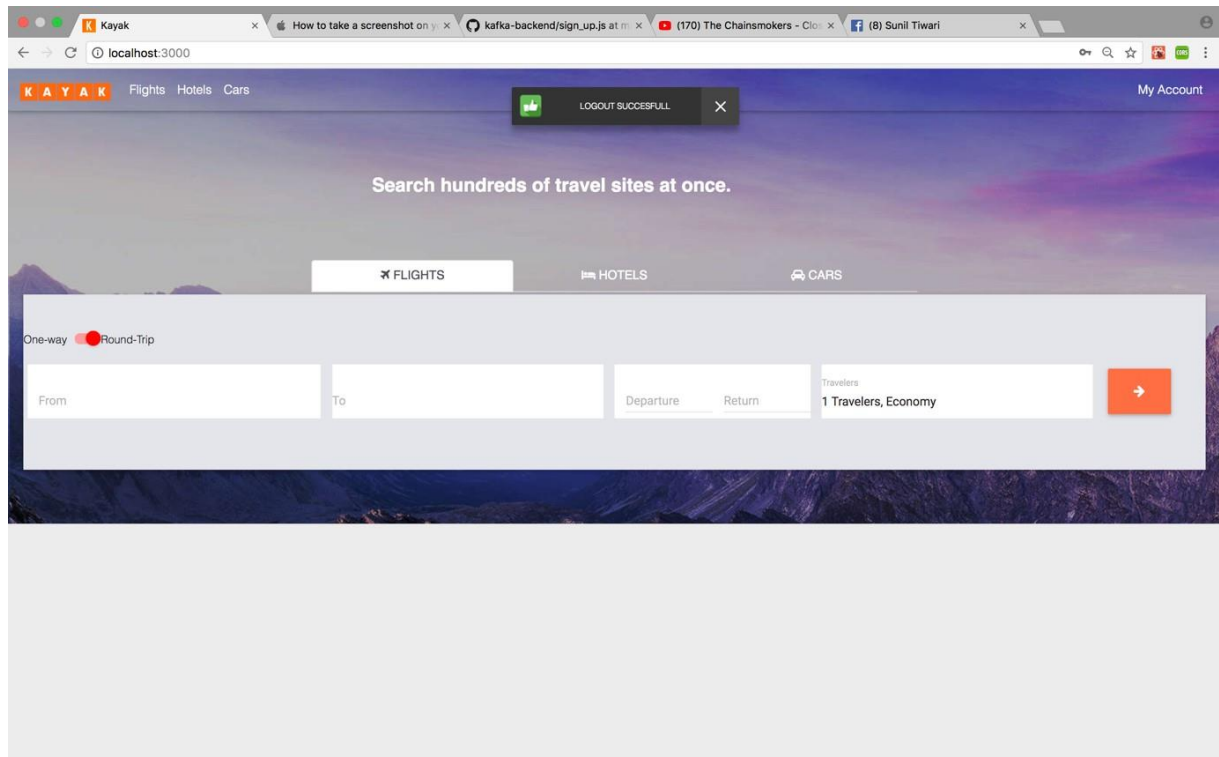 Kayak
How to take a screenshot on y
kafka-backend/sign_up.js at m
(170) The Chainsmokers - Clos
(8) Sunil Tiwari
localhost:3000
K A Y A K Flights Hotels Cars
LOGOUT SUCCESFULL
My Account
Search hundreds of travel sites at once.
FLIGHTS
HOTELS
CARS
One-way Round-Trip
From
To
Departure
Return
Travelers
1 Travelers, Economy